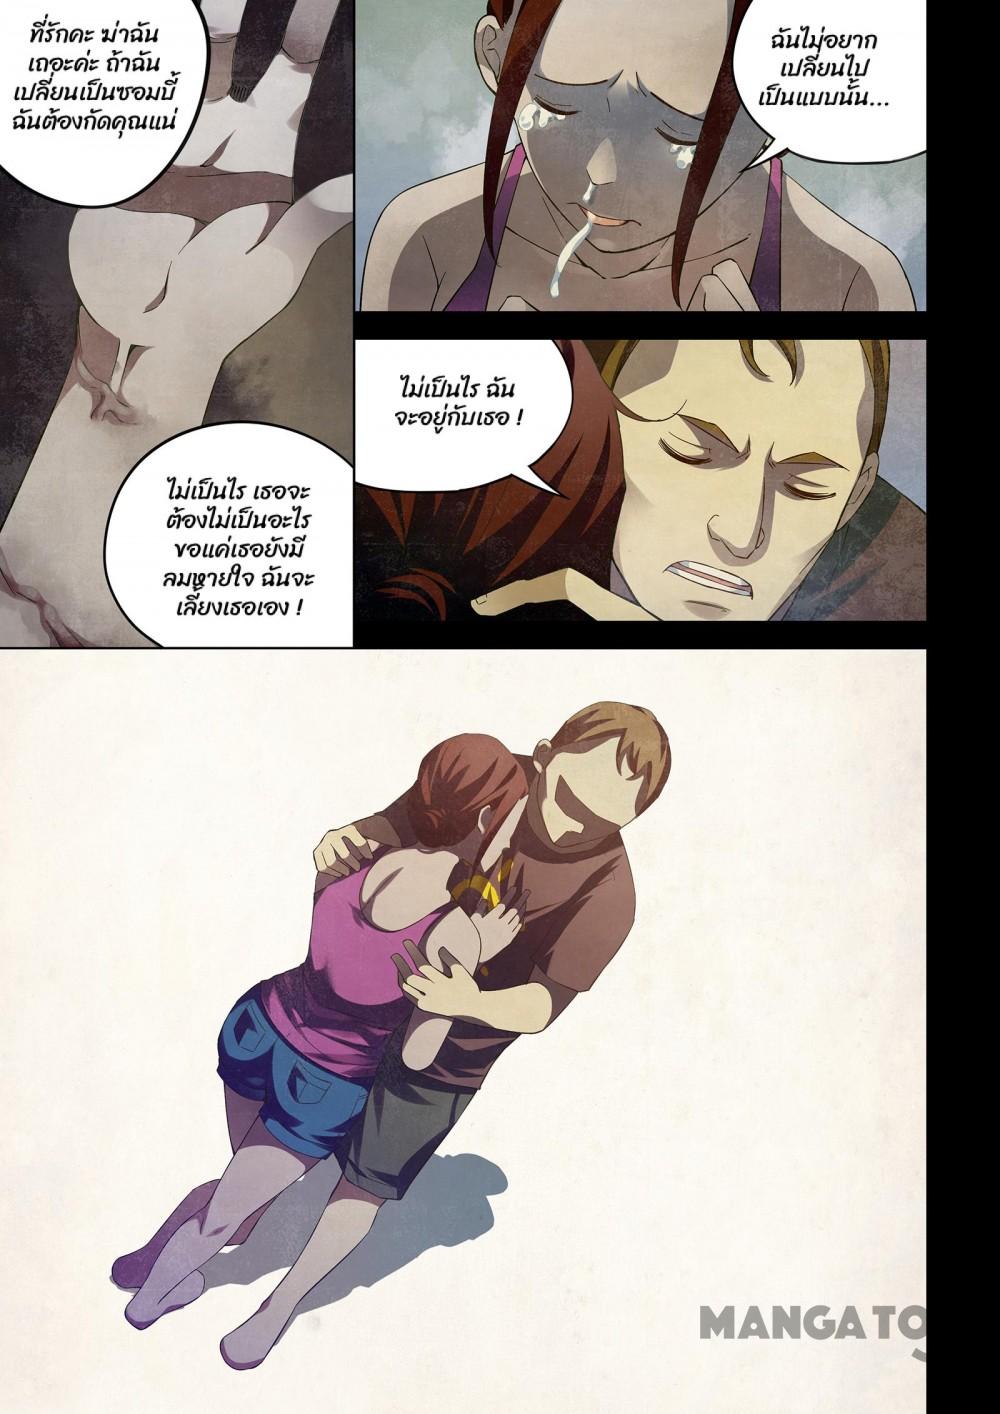 ที่รักคะ ฆ่าฉัน
เถอะค่ะ ถ้าฉัน
เปลี่ยนเป็นซอมบี้
ฉันต้องกัดคุณแน่
ฉันไม่อยาก
เปลี่ยนไป
เป็นแบบนั้น...
ไม่เป็นไร ฉัน
จะอยู่กับเธอ !
ไม่เป็นไร เธอจะ
ต้องไม่เป็นอะไร
ขอแค่เธอยังมี
ลมหายใจ ฉันจะ
เลี้ยงเธอเอง !
MANGATO